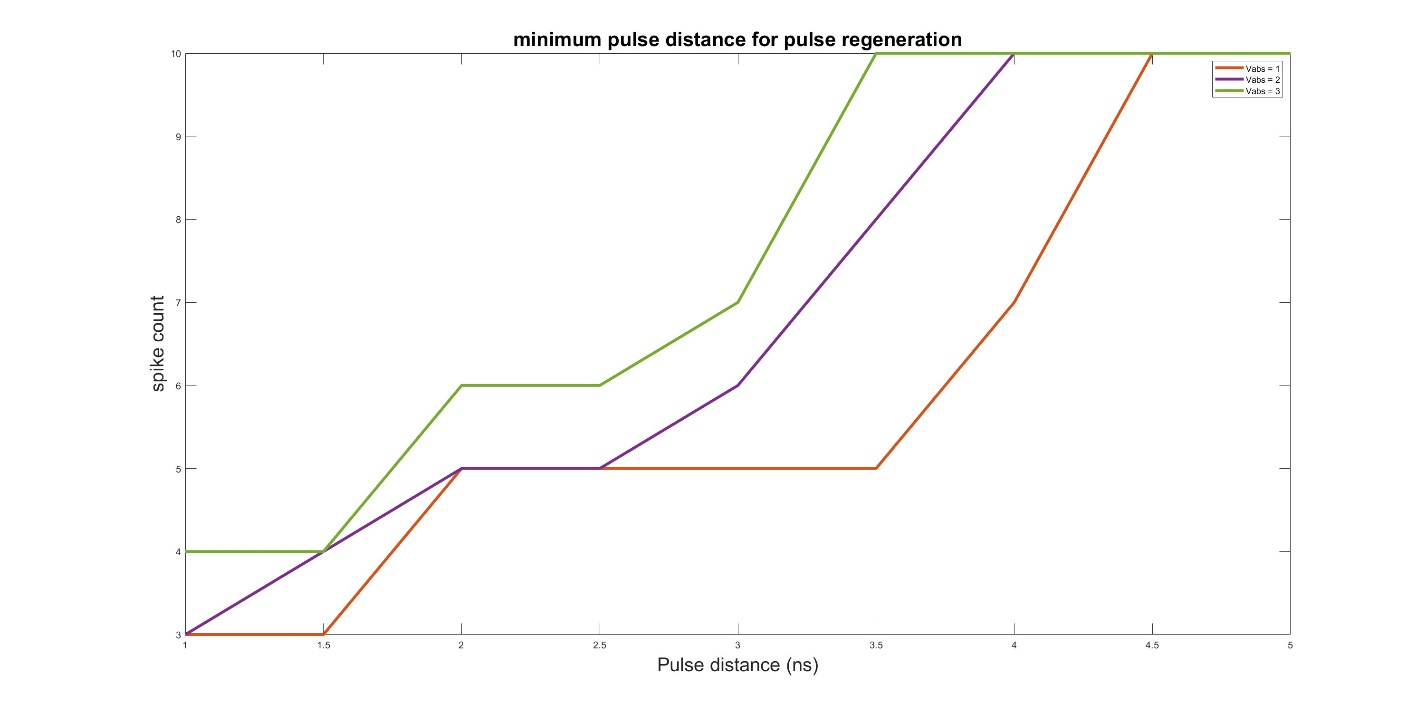 minimum pulse distance for pulse regeneration
10
9
8
7
6
5
4
3
spike count
Vabs = 1
Vabs = 2
Vabs = 3
1 1.5 2 2.5 3 3.5 4 4.5 5
Pulse distance (ns)